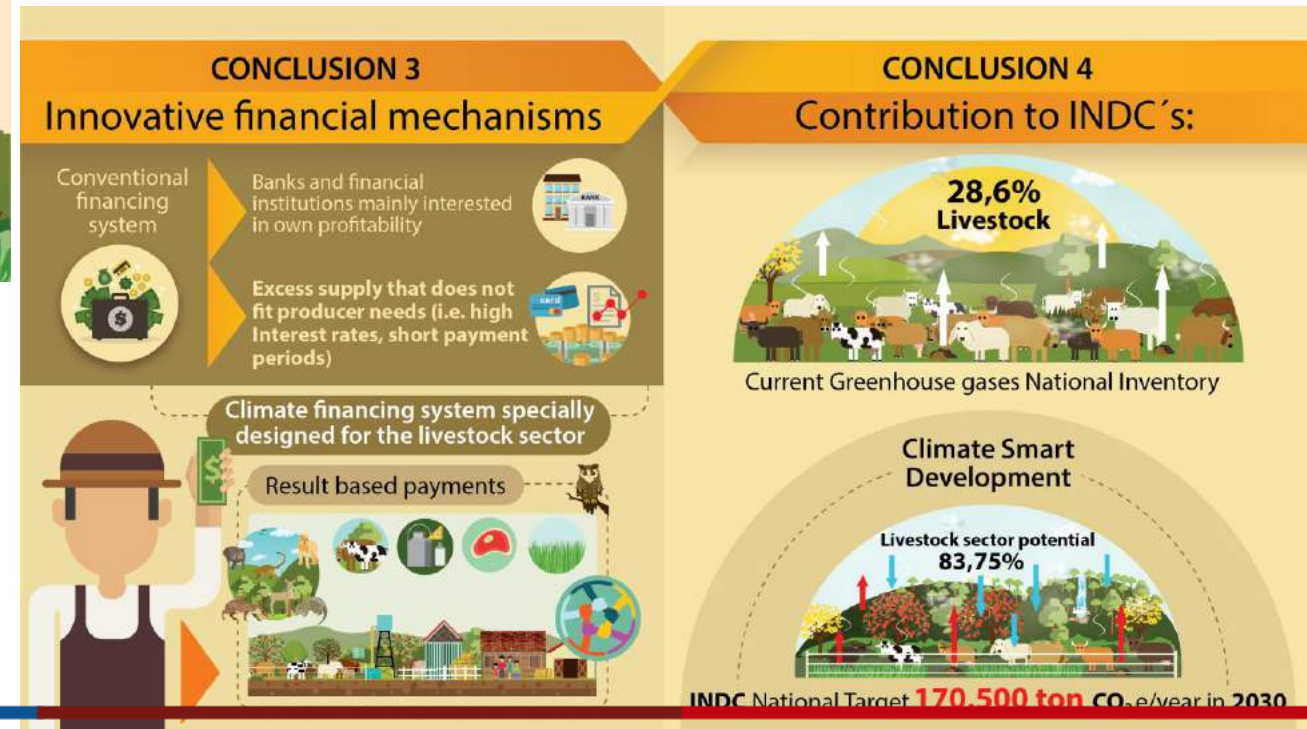 CONCLUSION 3
Innovative financial mechanisms
Conventional
financing
system
Banks and financial
institutions mainly interested
in own profitability
BANK
Excess supply that does not
fit producer needs (i.e. high
Interest rates, short payment
periods)
card
$
$
Climate financing system specially
designed for the livestock sector
$
Result based payments
CONCLUSION 4
Contribution to INDC´s:
28,6%
Livestock
Current Greenhouse gases National Inventory
Climate Smart
Development
Livestock sector potential
83,75%
INDC National Target 170.500 ton CO₂e/year in 2030